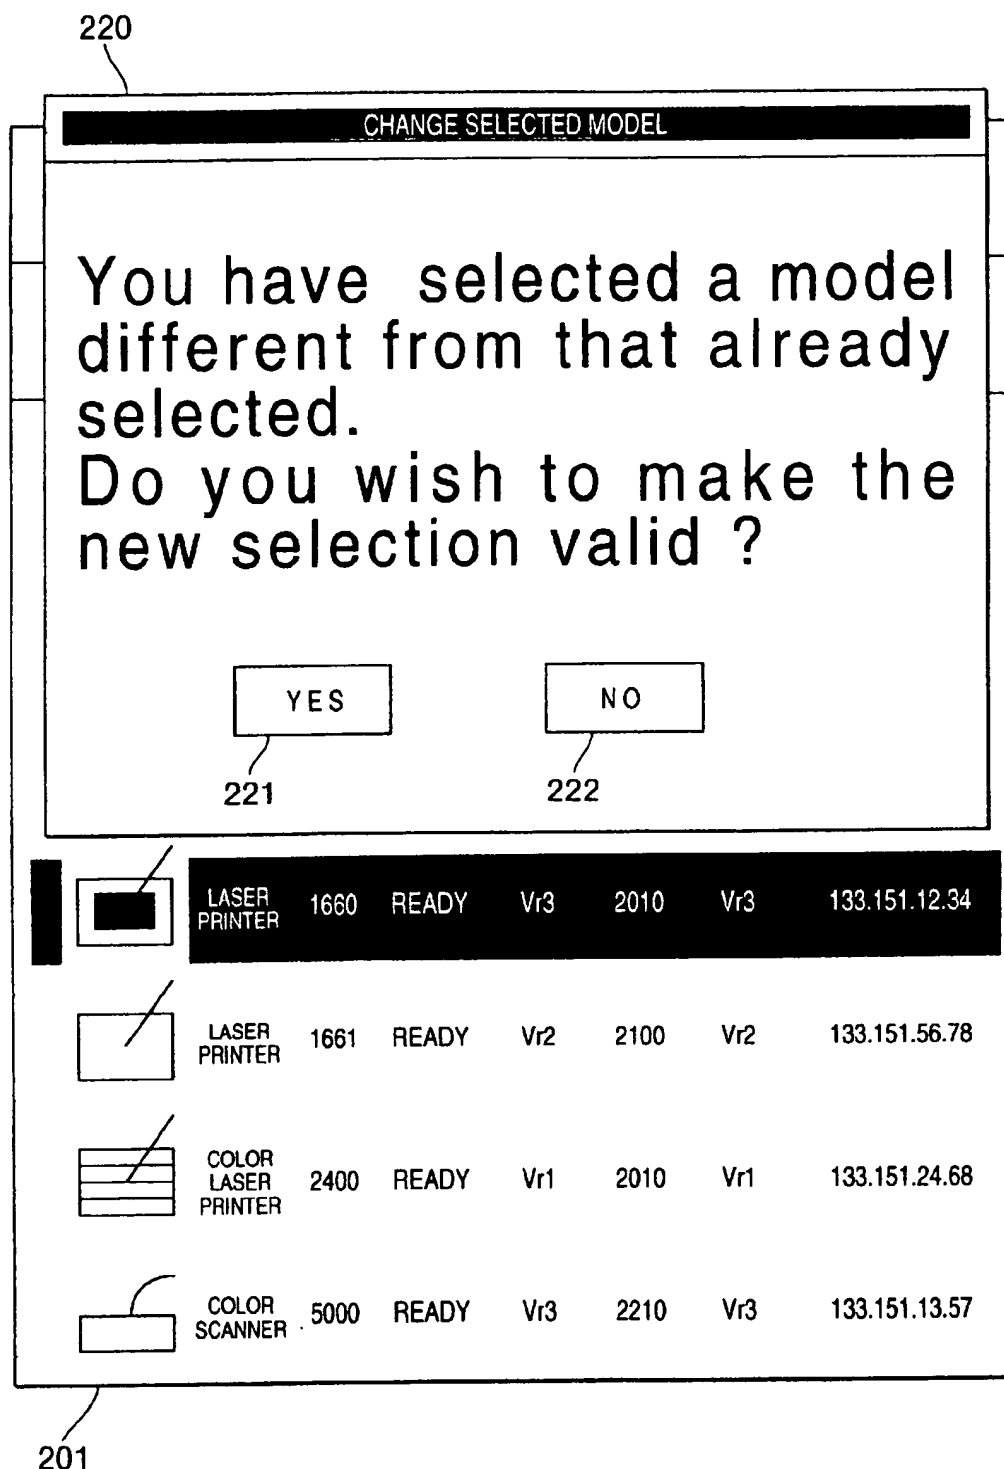 220
CHANGE SELECTED MODEL
You have selected a model
different from that already
selected.
Do you wish to make the
new selection valid ?
YES
NO
221
222
LASER
PRINTER
1660 READY Vr3 2010 Vr3 133.151.12.34
LASER
PRINTER
1661 READY Vr2 2100 Vr2 133.151.56.78
COLOR
LASER
PRINTER
2400 READY Vr1 2010 Vr1 133.151.24.68
COLOR
SCANNER
5000 READY Vr3 2210 Vr3 133.151.13.57
201